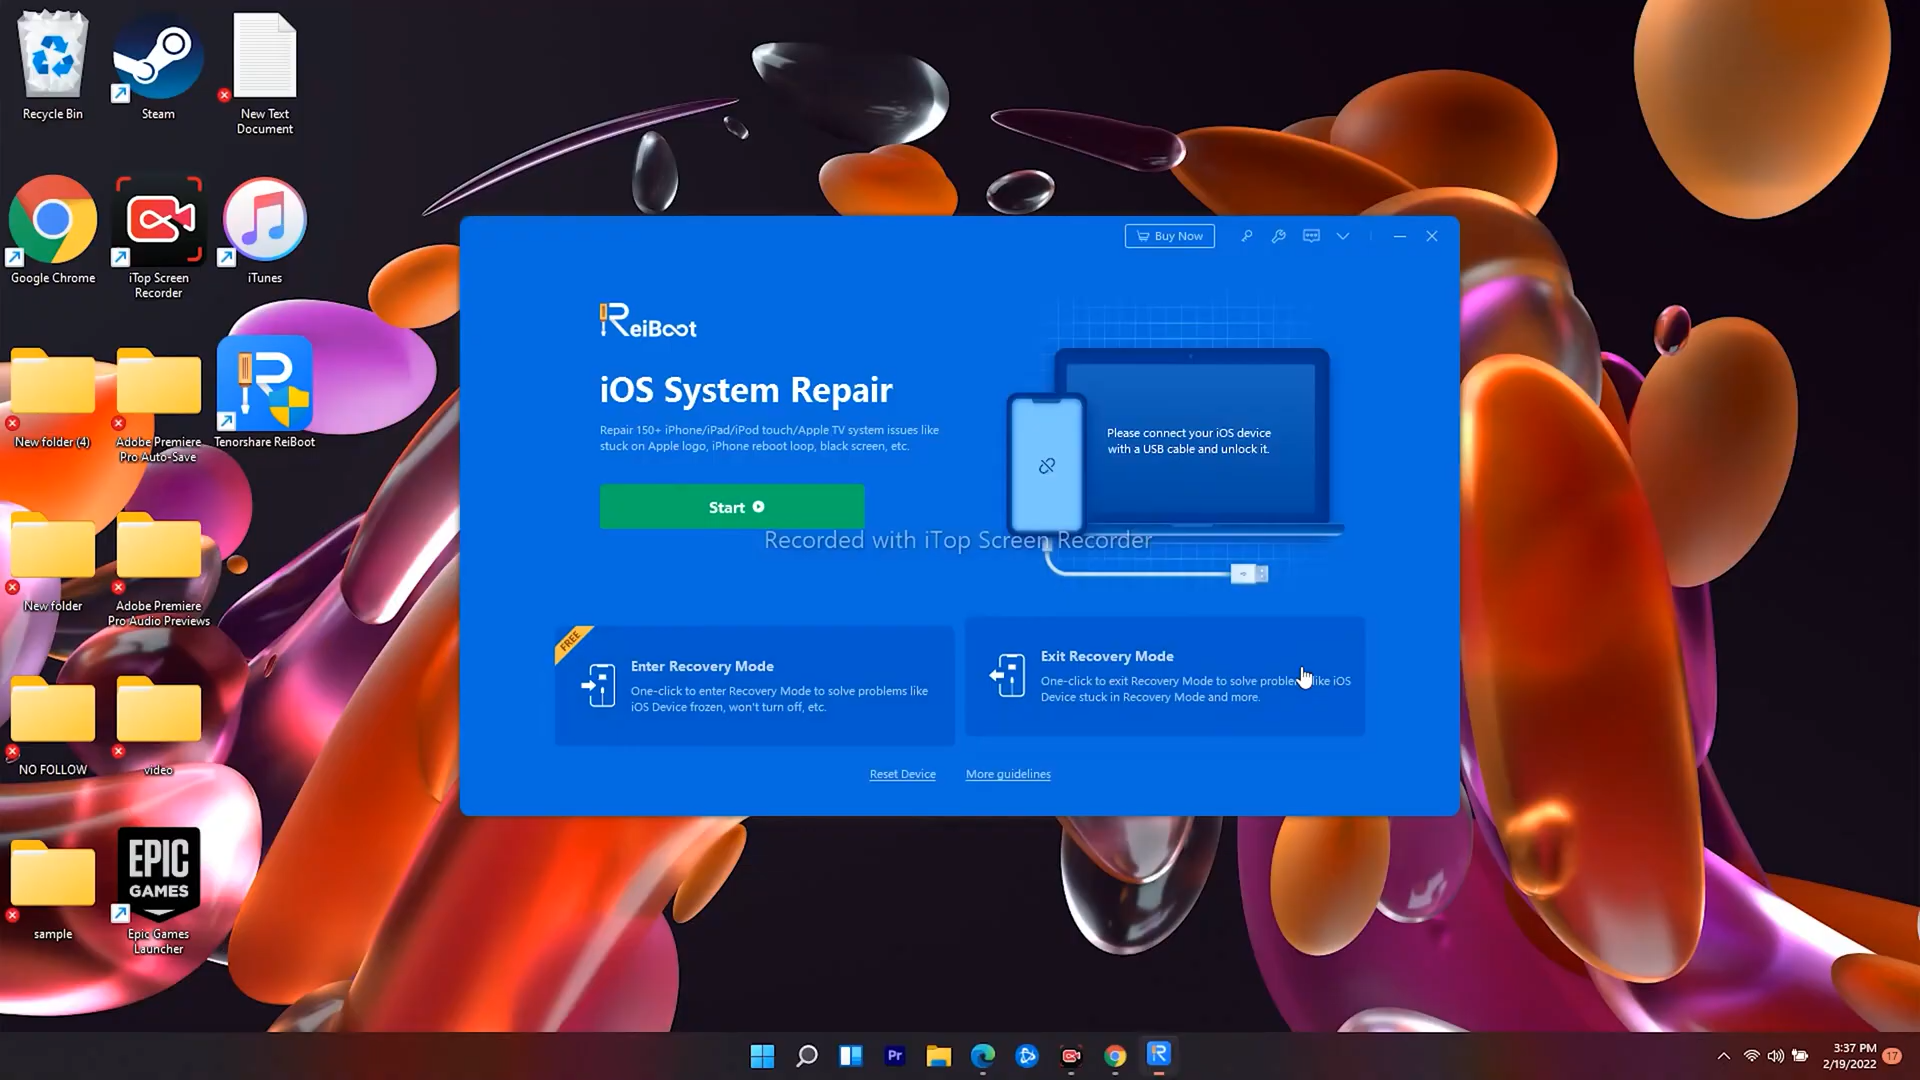 Recycle Bin
Steam
New Text
Document
Google Chrome
iTop Screen
Recorder
iTunes
New folder (4)
Adobe Premiere
Pro Auto-Save
Tenorshare ReiBoot
New folder
Adobe Premiere
Pro Audio Previews
NO FOLLOW
video
sample
EPIC
GAMES
Epic Games
Launcher
Buy Now
ReiBoot
iOS System Repair
Repair 150+ iPhone/iPad/iPod touch/Apple TV system issues like
stuck on Apple logo, iPhone reboot loop, black screen, etc.
Start
Please connect your iOS device
with a USB cable and unlock it.
Recorded with iTop Screen Recorder
FREE
Enter Recovery Mode
One-click to enter Recovery Mode to solve problems like
iOS Device frozen, won't turn off, etc.
Exit Recovery Mode
One-click to exit Recovery Mode to solve problems like iOS
Device stuck in Recovery Mode and more.
Reset Device
More guidelines
Pr
R
3:37 PM
2/19/2022
17